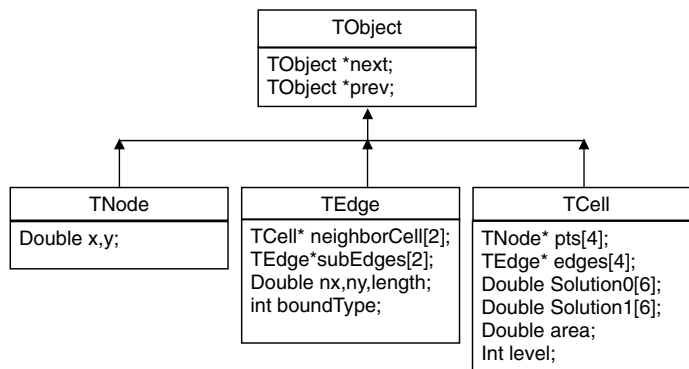 TObject
TObject *next;
TObject *prev;
TNode
Double x,y;
TEdge
TCell* neighborCell[2];
TEdge*subEdges[2];
Double nx,ny,length;
int boundType;
TCell
TNode* pts[4];
TEdge* edges[4];
Double Solution0[6];
Double Solution1[6];
Double area;
Int level;